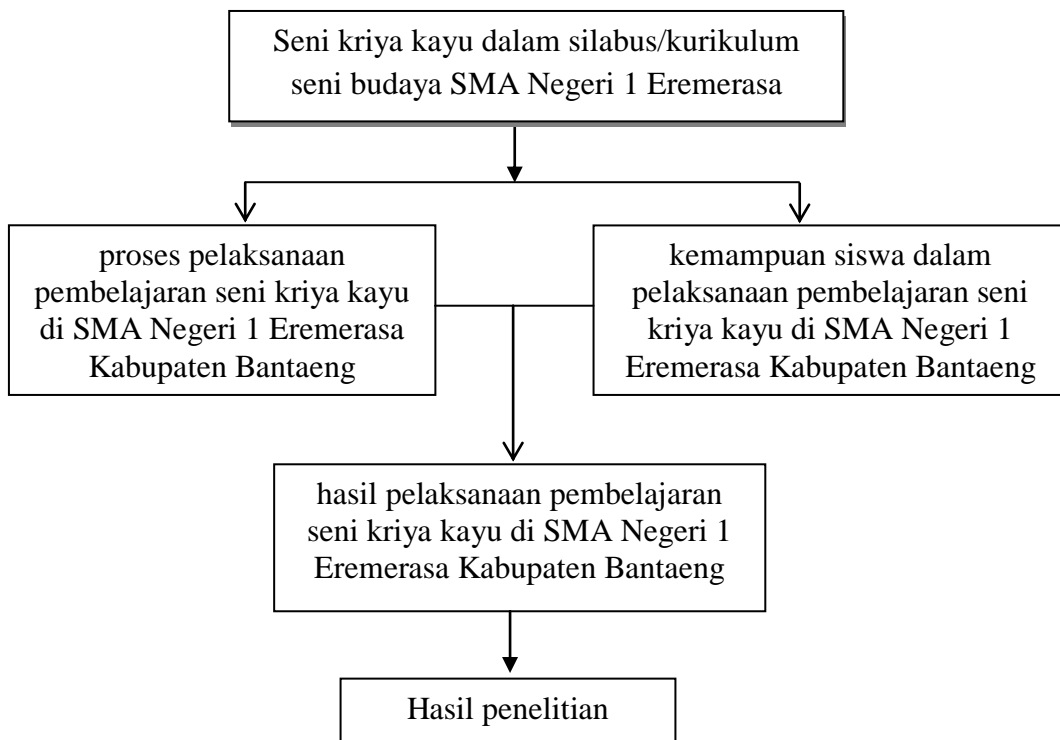 Seni kriya kayu dalam silabus/kurikulum
seni budaya SMA Negeri 1 Eremerasa
proses pelaksanaan
pembelajaran seni kriya kayu
di SMA Negeri 1 Eremerasa
Kabupaten Bantaeng
kemampuan siswa dalam
pelaksanaan pembelajaran seni
kriya kayu di SMA Negeri 1
Eremerasa Kabupaten Bantaeng
hasil pelaksanaan pembelajaran
seni kriya kayu di SMA Negeri 1
Eremerasa Kabupaten Bantaeng
Hasil penelitian